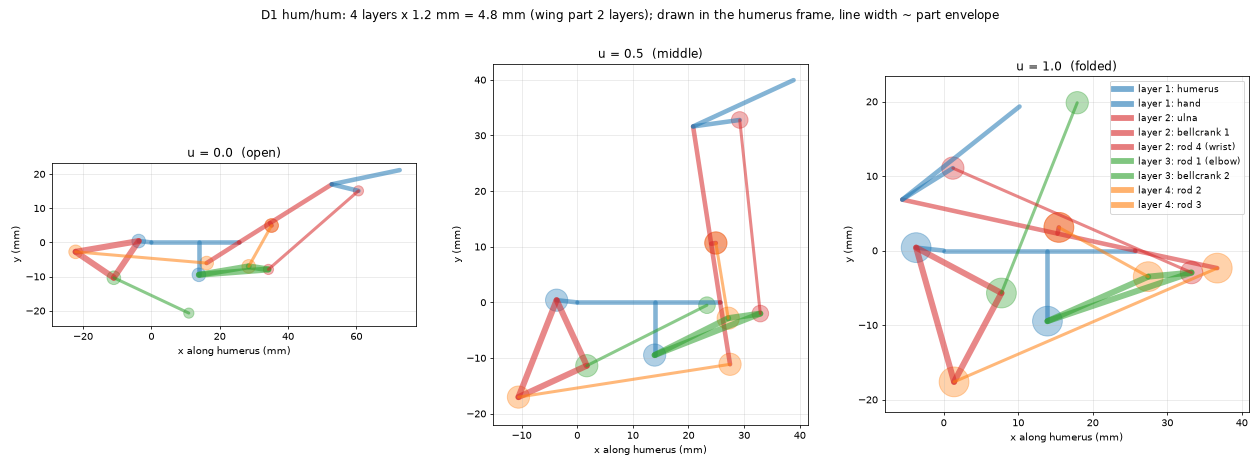 D1 hum/hum: 4 layers x 1.2 mm = 4.8 mm (wing part 2 layers); drawn in the humerus frame, line width ~ part envelope
u = 0.0  (open)
20
10
0
−10
−20
y (mm)
−20
0
20
40
60
x along humerus (mm)
u = 0.5  (middle)
40
30
20
10
0
−10
−20
y (mm)
−10
0
10
20
30
40
x along humerus (mm)
u = 1.0  (folded)
20
10
0
−10
−20
y (mm)
0
10
20
30
40
x along humerus (mm)
layer 1: humerus
layer 1: hand
layer 2: ulna
layer 2: bellcrank 1
layer 2: rod 4 (wrist)
layer 3: rod 1 (elbow)
layer 3: bellcrank 2
layer 4: rod 2
layer 4: rod 3